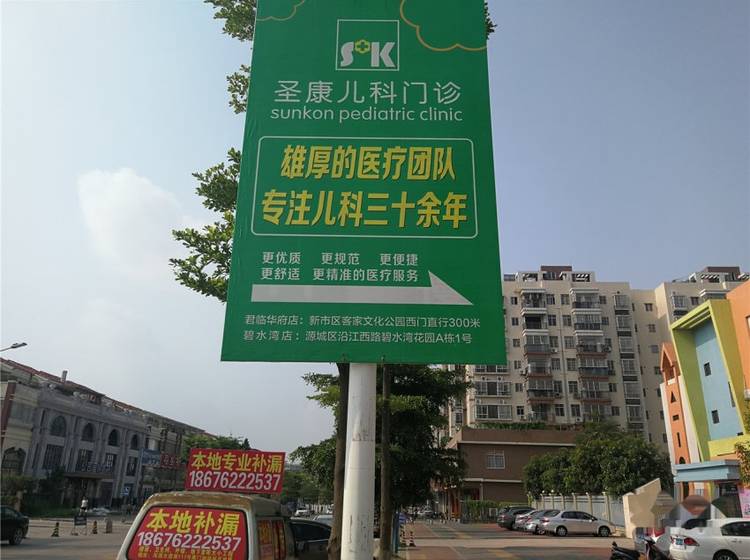 SK
圣康儿科门诊
sunkon pediatric clinic
雄厚的医疗团队
专注儿科三十余年
更优质 更规范 更便捷
更舒适 更精准的医疗服务
君临华府店：新市区客家文化公园西门直行300米
碧水湾店：源城区沿江西路碧水湾花园A栋1号
本地专业补漏
18676222537
本地补漏
18676222537